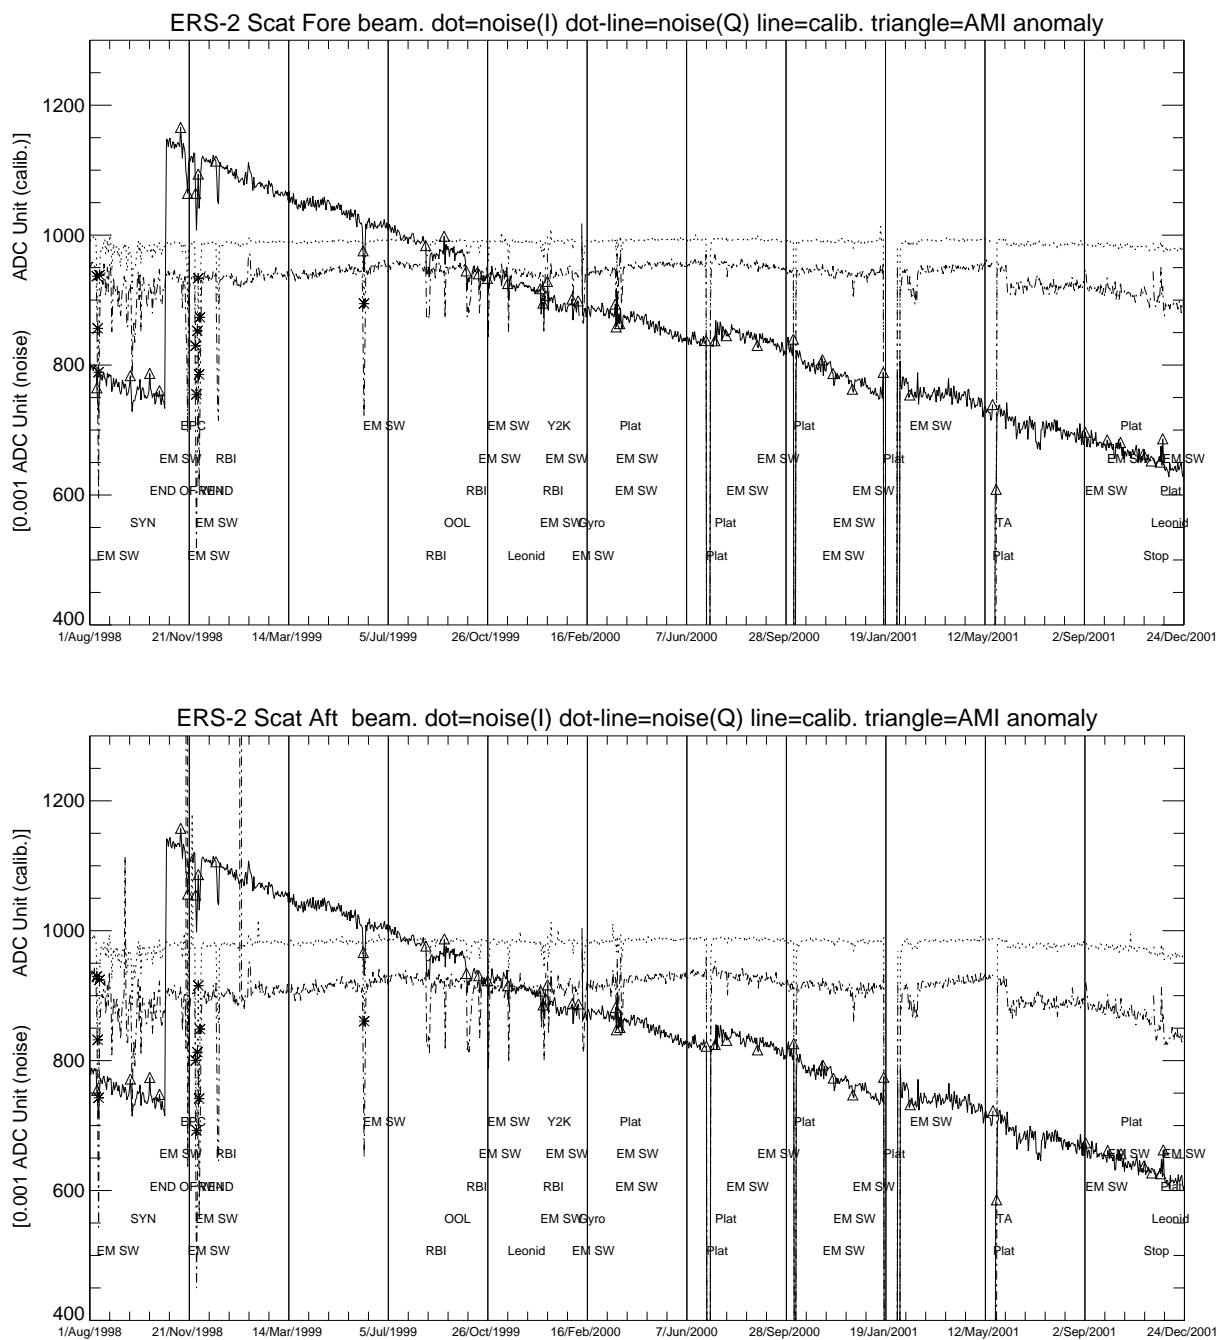 ERS-2 Scat Fore beam. dot=noise(I) dot-line=noise(Q) line=calib. triangle=AMI anomaly
[0.001 ADC Unit (noise) ADC Unit (calib.)]
1200
1000
800
600
400
EPC EM SW EM SW Y2K Plat Plat EM SW Plat
EM SW RBI EM SW EM SW EM SW EM SW Plat EM SW EM SW
END OF RBI EM SW EM SW EM SW EM SW Plat
SYN EM SW OOL EM SW Gyro Plat EM SW TA Leonid
EM SW EM SW RBI Leonid EM SW Plat EM SW Plat Stop
1/Aug/1998 21/Nov/1998 14/Mar/1999 5/Jul/1999 26/Oct/1999 16/Feb/2000 7/Jun/2000 28/Sep/2000 19/Jan/2001 12/May/2001 2/Sep/2001 24/Dec/2001
ERS-2 Scat Aft beam. dot=noise(I) dot-line=noise(Q) line=calib. triangle=AMI anomaly
[0.001 ADC Unit (noise) ADC Unit (calib.)]
1200
1000
800
600
400
EPC EM SW EM SW Y2K Plat Plat EM SW Plat
EM SW RBI EM SW EM SW EM SW EM SW Plat EM SW EM SW
END OF RBI RBI EM SW EM SW EM SW EM SW Plat
SYN EM SW OOL EM SW Gyro Plat EM SW TA Leonid
EM SW EM SW RBI Leonid EM SW Plat EM SW Plat Stop
1/Aug/1998 21/Nov/1998 14/Mar/1999 5/Jul/1999 26/Oct/1999 16/Feb/2000 7/Jun/2000 28/Sep/2000 19/Jan/2001 12/May/2001 2/Sep/2001 24/Dec/2001